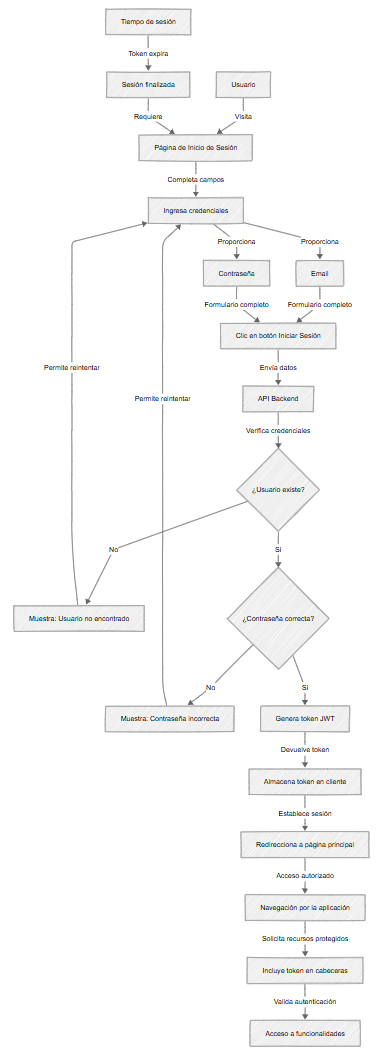 Tiempo de sesión
Token expira
Sesión finalizada
Usuario
Requiere
Visita
Página de Inicio de Sesión
Completa campos
Ingresa credenciales
Proporciona
Proporciona
Contraseña
Email
Formulario completo
Formulario completo
Clic en botón Iniciar Sesión
Envía datos
Permite reintentar
API Backend
Permite reintentar
Verifica credenciales
¿Usuario existe?
No
Sí
Muestra: Usuario no encontrado
¿Contraseña correcta?
No
Sí
Muestra: Contraseña incorrecta
Genera token JWT
Devuelve token
Almacena token en cliente
Establece sesión
Redirecciona a página principal
Acceso autorizado
Navegación por la aplicación
Solicita recursos protegidos
Incluye token en cabeceras
Valida autenticación
Acceso a funcionalidades